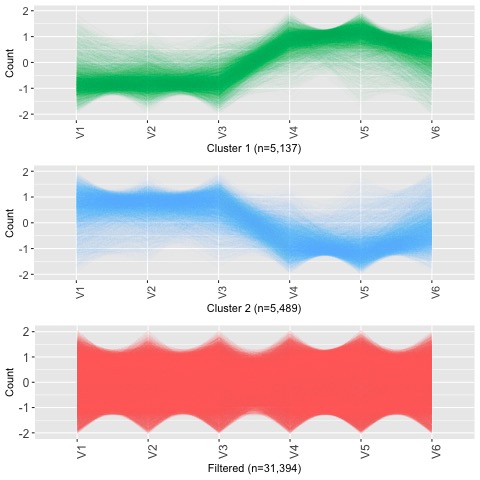 2
1
0
-1
-2
Count
V1 V2 V3 V4 V5 V6
Cluster 1 (n=5,137)
2
1
0
-1
-2
Count
V1 V2 V3 V4 V5 V6
Cluster 2 (n=5,489)
2
1
0
-1
-2
Count
V1 V2 V3 V4 V5 V6
Filtered (n=31,394)